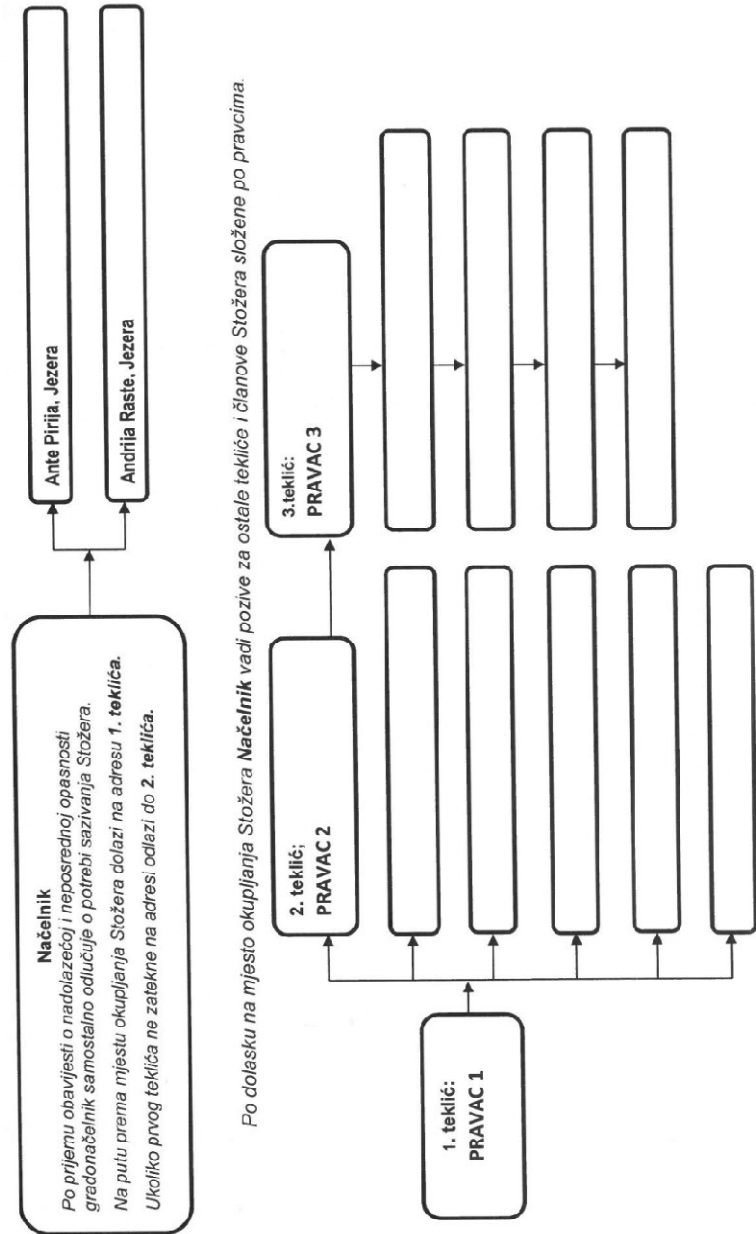 Načelnik
Po prijemu obavijesti o nadolazećoj i neposrednoj opasnosti
gradonačelnik samostalno odlučuje o potrebi sazivanja Stožera.
Na putu prema mjestu okupljanja Stožera dolazi na adresu 1. teklića.
Ukoliko prvog teklića ne zatekne na adresi odlazi do 2. teklića.
Ante Pirija, Jezera
Andrija Raste, Jezera
Po dolasku na mjesto okupljanja Stožera Načelnik vadi pozive za ostale tekliće i članove Stožera složene po pravcima.
1. teklić:
PRAVAC 1
2. teklić;
PRAVAC 2
3.teklić:
PRAVAC 3